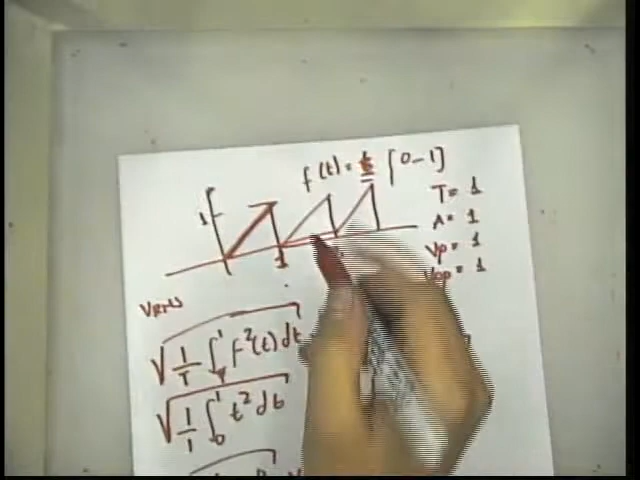 f(t) = t [0-1]
1
1
T= 1
A= 1
Vp= 1
Vpp= 1
VRMS
√ 1/T ∫ F²(t)dt
√ 1/1 ∫₀¹ t² dt